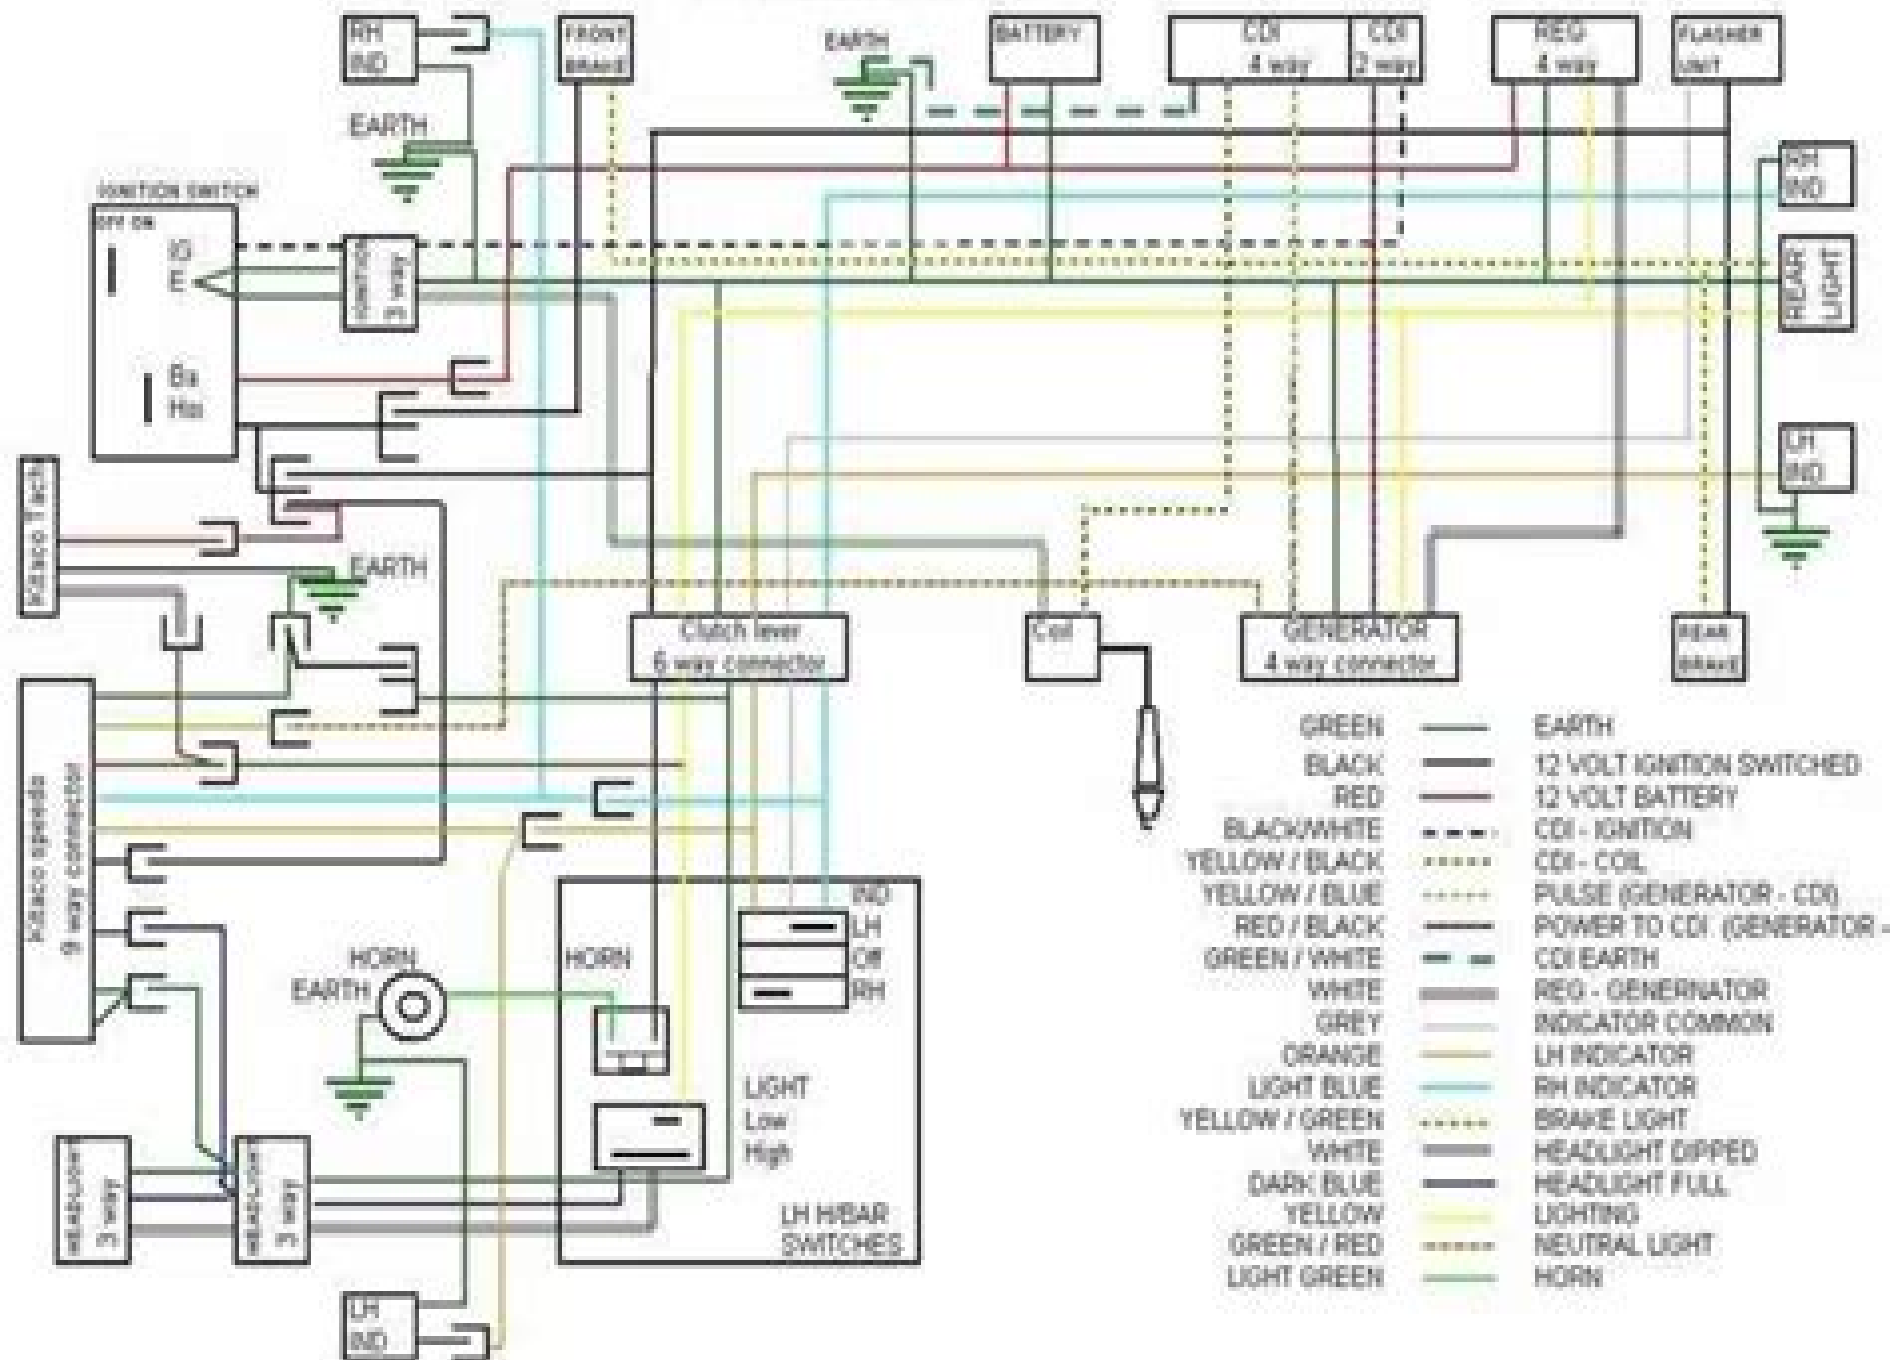 RH
IND
FRONT
BRAKE
EARTH
BATTERY
CDI
4 way
CDI
2 way
REG
4 way
FLASHER
UNIT
EARTH
IGNITION SWITCH
OFF ON
IG
E
Ba
IGNITION
3 way
RH
IND
REAR
LIGHT
LH
IND
Kitaco Tach
EARTH
Clutch lever
6 way connector
Coil
GENERATOR
4 way connector
REAR
BRAKE
Kitaco speedo
9 way connector
GREEN EARTH
BLACK 12 VOLT IGNITION SWITCHED
RED 12 VOLT BATTERY
BLACK/WHITE CDI - IGNITION
YELLOW / BLACK CDI - COIL
YELLOW / BLUE PULSE (GENERATOR - CDI)
RED / BLACK POWER TO CDI (GENERATOR -
GREEN / WHITE CDI EARTH
WHITE REG - GENERNATOR
GREY INDICATOR COMMON
ORANGE LH INDICATOR
LIGHT BLUE RH INDICATOR
YELLOW / GREEN BRAKE LIGHT
WHITE HEADLIGHT DIPPED
DARK BLUE HEADLIGHT FULL
YELLOW LIGHTING
GREEN / RED NEUTRAL LIGHT
LIGHT GREEN HORN
IND
LH
Off
RH
HORN
HORN
EARTH
LIGHT
Low
High
LH H/BAR
SWITCHES
HEADLIGHT
3 way
HEADLIGHT
3 way
LH
IND